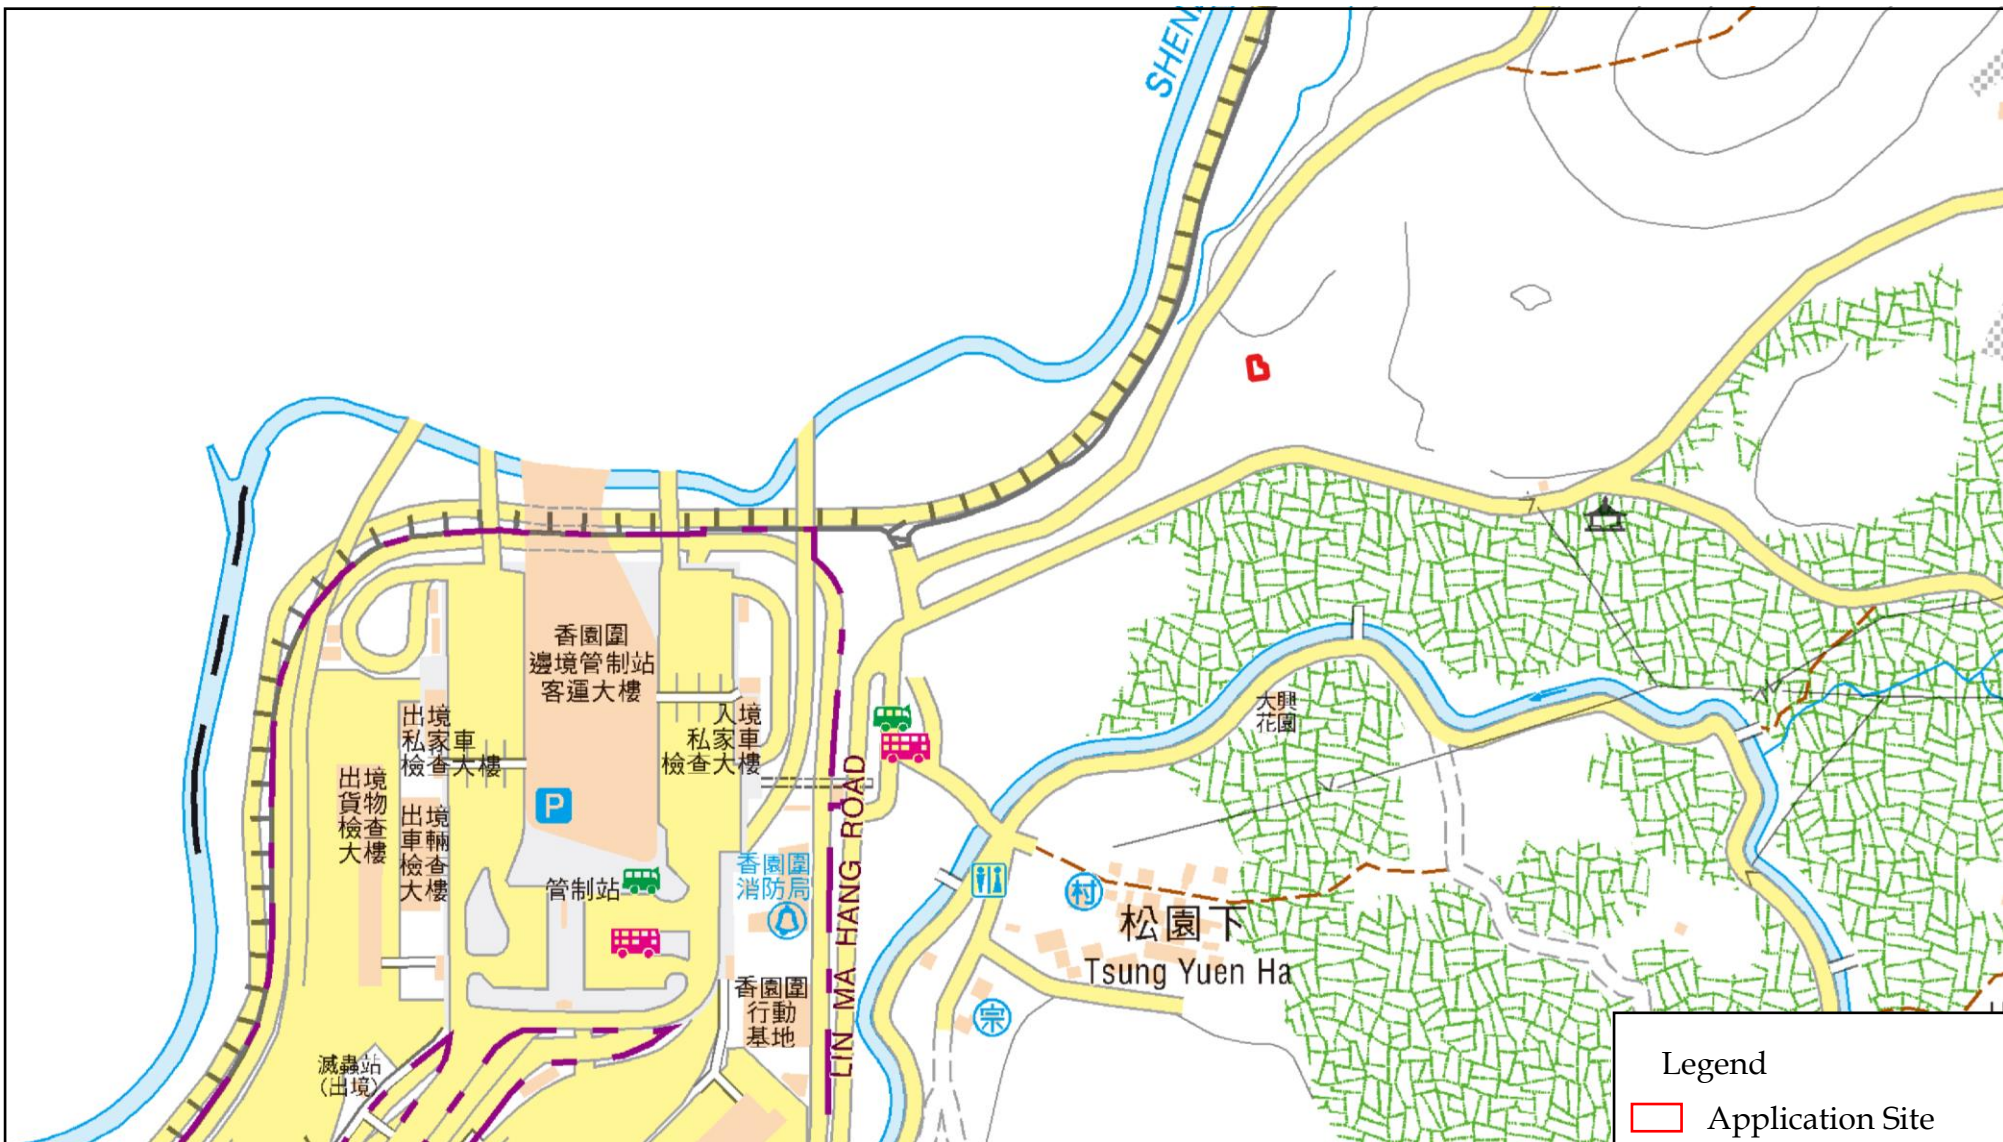 SHEN
香園圍
邊境管制站
客運大樓
出境
私家車
檢查大樓
入境
私家車
檢查大樓
出境
貨物
檢查
大樓
出境
車輛
檢查
大樓
P
管制站
香園圍
消防局
香園圍
行動
基地
滅蟲站
(出境)
LIN MA HANG ROAD
大興
花園
村
松園下
Tsung Yuen Ha
宗
7
Legend
Application Site